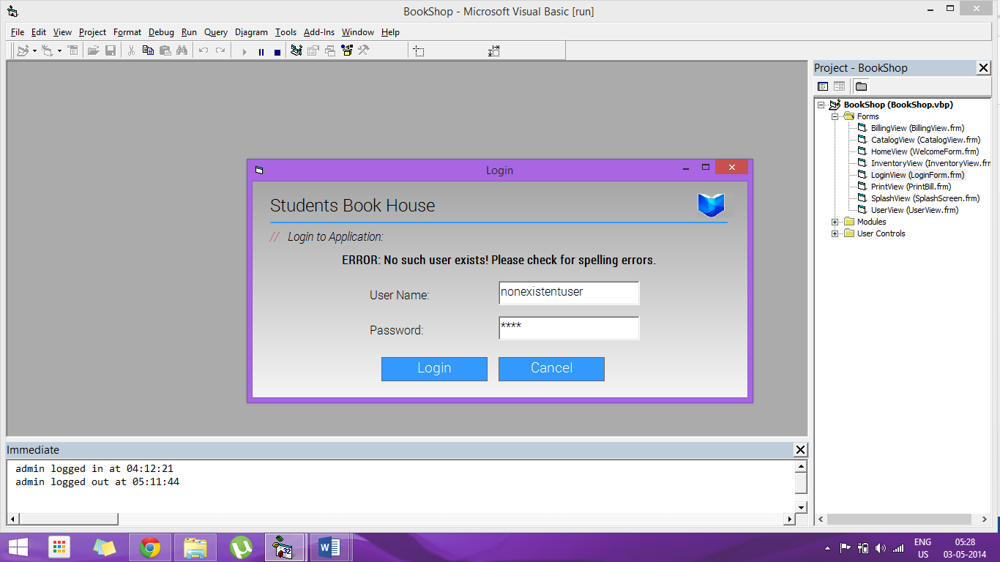 BookShop - Microsoft Visual Basic [run]
File Edit View Project Format Debug Run Query Diagram Tools Add-Ins Window Help
Project - BookShop
BookShop (BookShop.vbp)
Forms
BillingView (BillingView.frm)
CatalogView (CatalogView.frm)
HomeView (WelcomeForm.frm)
InventoryView (InventoryView.frm
LoginView (LoginForm.frm)
PrintView (PrintBill.frm)
SplashView (SplashScreen.frm)
UserView (UserView.frm)
Modules
User Controls
Login
Students Book House
// Login to Application:
ERROR: No such user exists! Please check for spelling errors.
User Name: nonexistentuser
Password: ****
Login Cancel
Immediate
admin logged in at 04:12:21
admin logged out at 05:11:44
ENG 05:28
US 03-05-2014